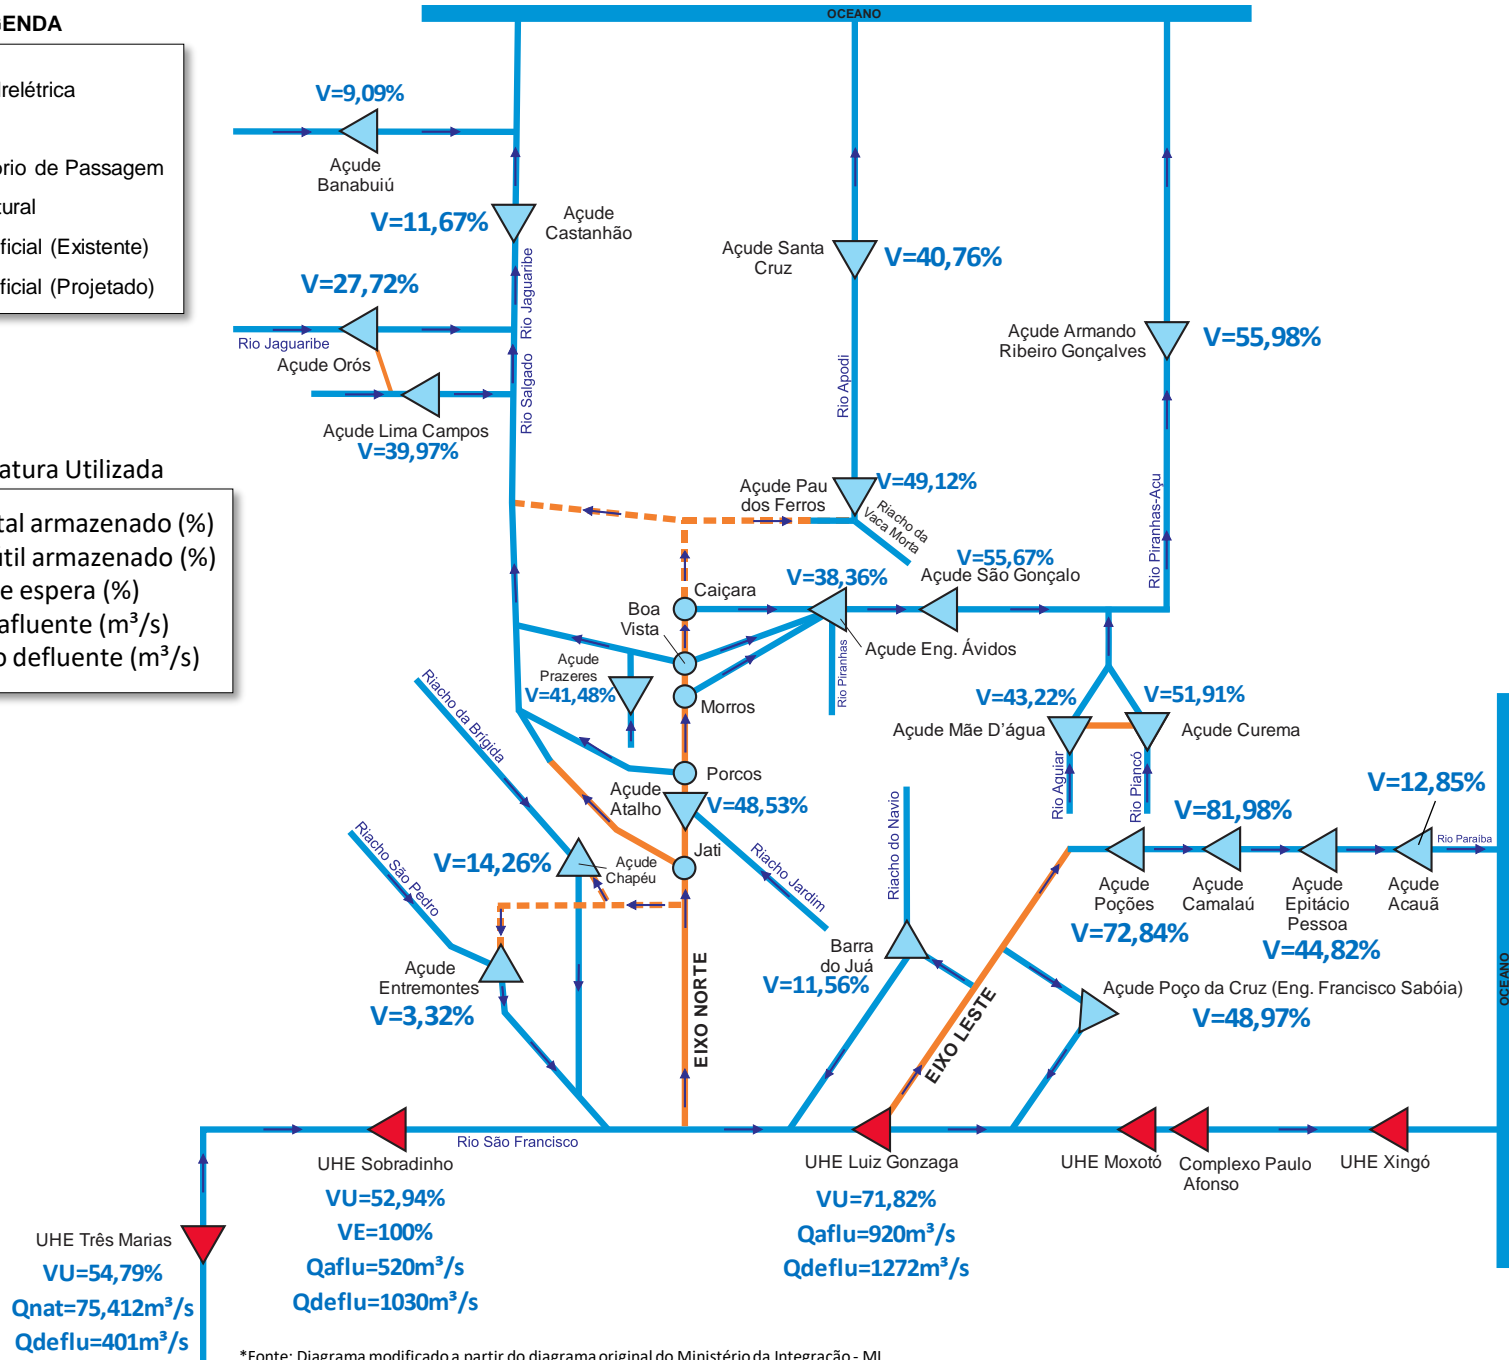 OCEANO
GENDA
drelétrica
V=9,09%
Açude
Banabuiú
ório de Passagem
tural
ificial (Existente)
ificial (Projetado)
V=11,67%
Açude
Castanhão
Açude Santa
Cruz
V=40,76%
V=27,72%
Rio Jaguaribe
Rio Jaguaribe
Açude Orós
Rio Salgado
Açude Armando
Ribeiro Gonçalves
V=55,98%
Rio Apodi
Açude Lima Campos
V=39,97%
atura Utilizada
tal armazenado (%)
útil armazenado (%)
e espera (%)
afluente (m³/s)
o defluente (m³/s)
Açude Pau
dos Ferros
V=49,12%
Riacho da
Vaca Morta
Rio Piranhas-Açu
V=55,67%
Açude São Gonçalo
V=38,36%
Caiçara
Boa
Vista
Açude Eng. Ávidos
Rio Piranhas
Açude
Prazeres
V=41,48%
Morros
Riacho da Brigida
V=43,22%
Açude Mãe D'água
V=51,91%
Açude Curema
Rio Aguiar
Rio Piancó
Porcos
Açude
Atalho
V=48,53%
V=12,85%
V=81,98%
Rio Paraiba
Riacho São Pedro
V=14,26%
Açude
Chapéu
Jati
Riacho Jardim
Riacho do Navio
Açude
Poções
V=72,84%
Açude
Camalaú
Açude
Epitácio
Pessoa
V=44,82%
Açude
Acauã
Açude
Entremontes
V=3,32%
EIXO NORTE
Barra
do Juá
V=11,56%
EIXO LESTE
Açude Poço da Cruz (Eng. Francisco Sabóia)
V=48,97%
OCEANO
Rio São Francisco
UHE Sobradinho
VU=52,94%
VE=100%
Qaflu=520m³/s
Qdeflu=1030m³/s
UHE Luiz Gonzaga
VU=71,82%
Qaflu=920m³/s
Qdeflu=1272m³/s
UHE Moxotó
Complexo Paulo
Afonso
UHE Xingó
UHE Três Marias
VU=54,79%
Qnat=75,412m³/s
Qdeflu=401m³/s
*Fonte: Diagrama modificado a partir do diagrama original do Ministério da Integração - MI